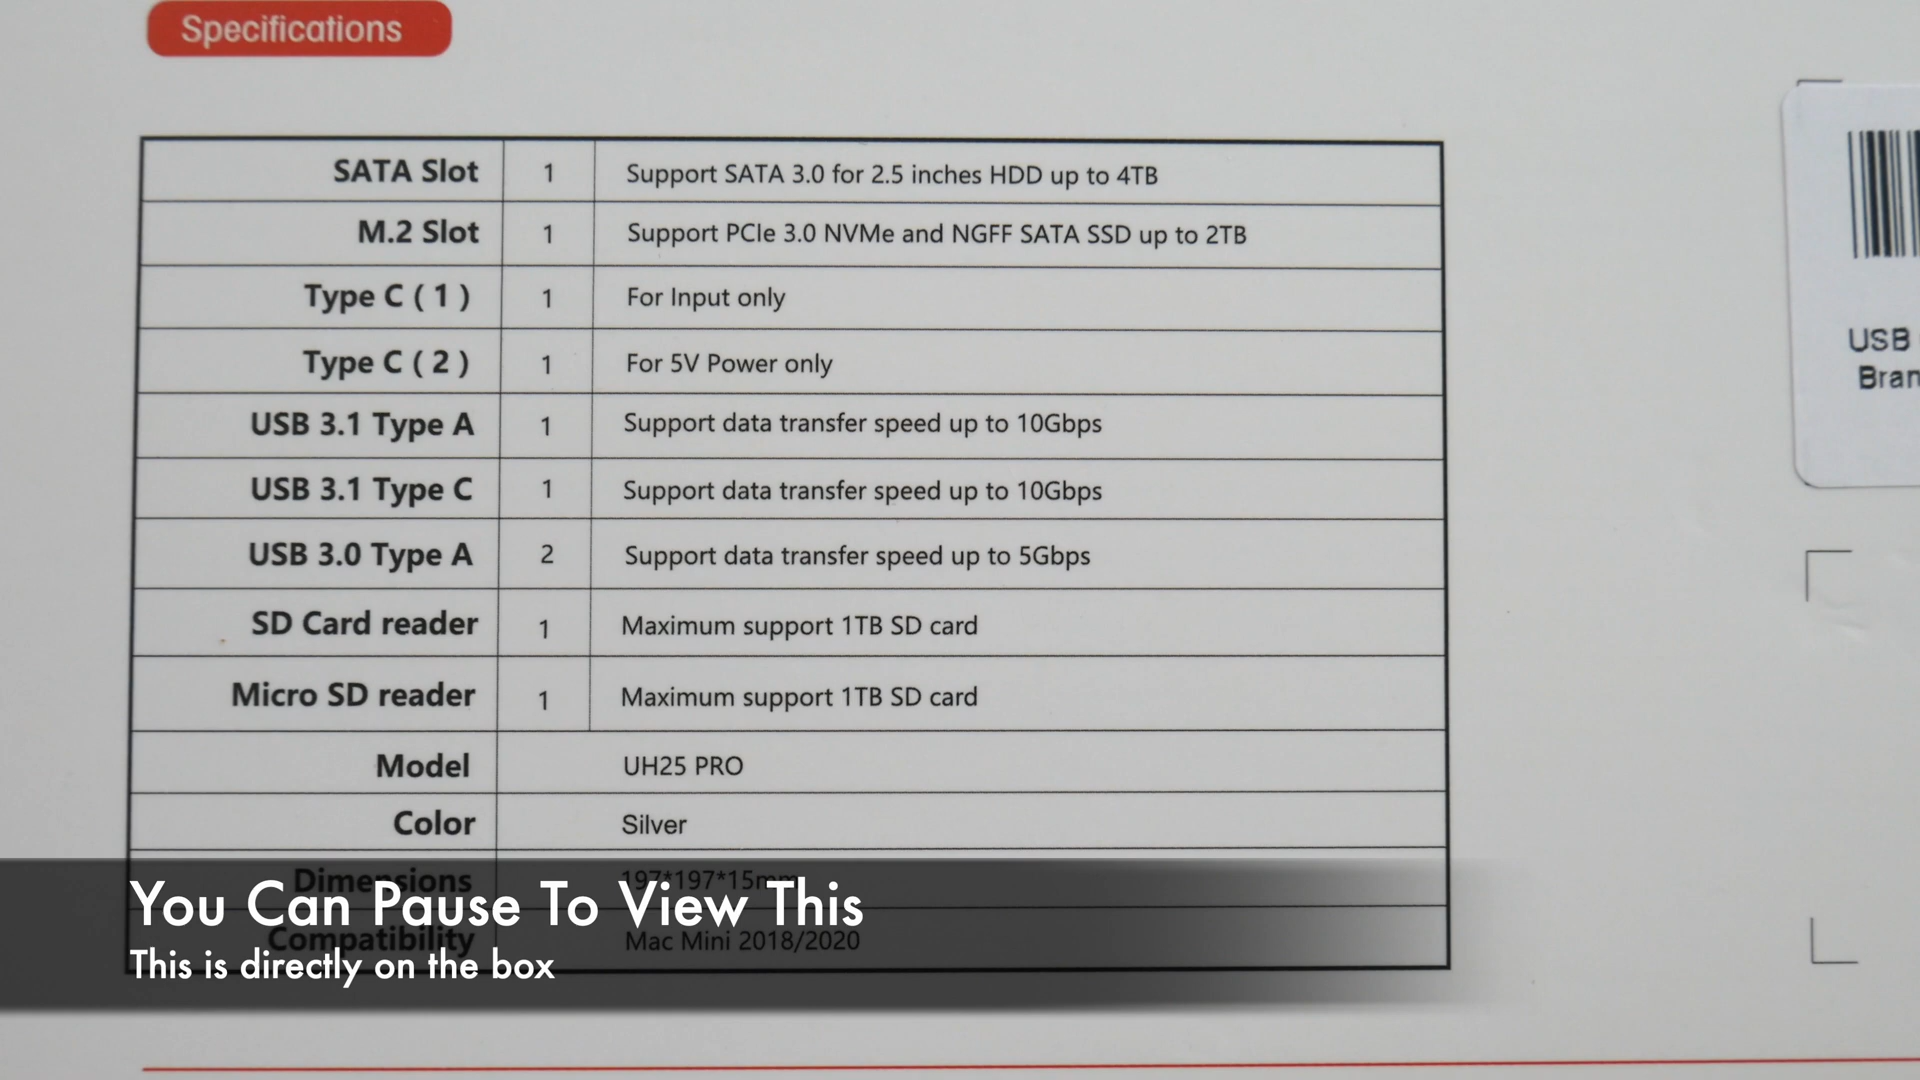 Specifications
SATA Slot 1 Support SATA 3.0 for 2.5 inches HDD up to 4TB
M.2 Slot 1 Support PCIe 3.0 NVMe and NGFF SATA SSD up to 2TB
Type C ( 1 ) 1 For Input only
Type C ( 2 ) 1 For 5V Power only
USB 3.1 Type A 1 Support data transfer speed up to 10Gbps
USB 3.1 Type C 1 Support data transfer speed up to 10Gbps
USB 3.0 Type A 2 Support data transfer speed up to 5Gbps
SD Card reader 1 Maximum support 1TB SD card
Micro SD reader 1 Maximum support 1TB SD card
Model UH25 PRO
Color Silver
Dimensions 197*197*15mm
Compatibility Mac Mini 2018/2020
You Can Pause To View This
This is directly on the box
USB
Bran